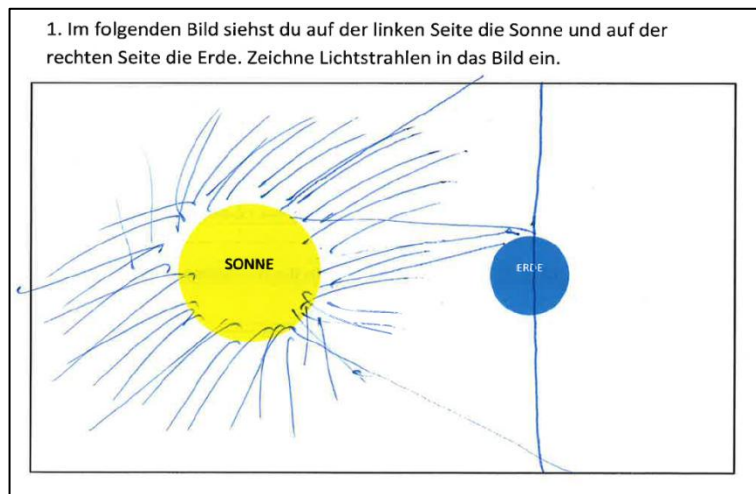 1. Im folgenden Bild siehst du auf der linken Seite die Sonne und auf der
rechten Seite die Erde. Zeichne Lichtstrahlen in das Bild ein.
SONNE
ERDE